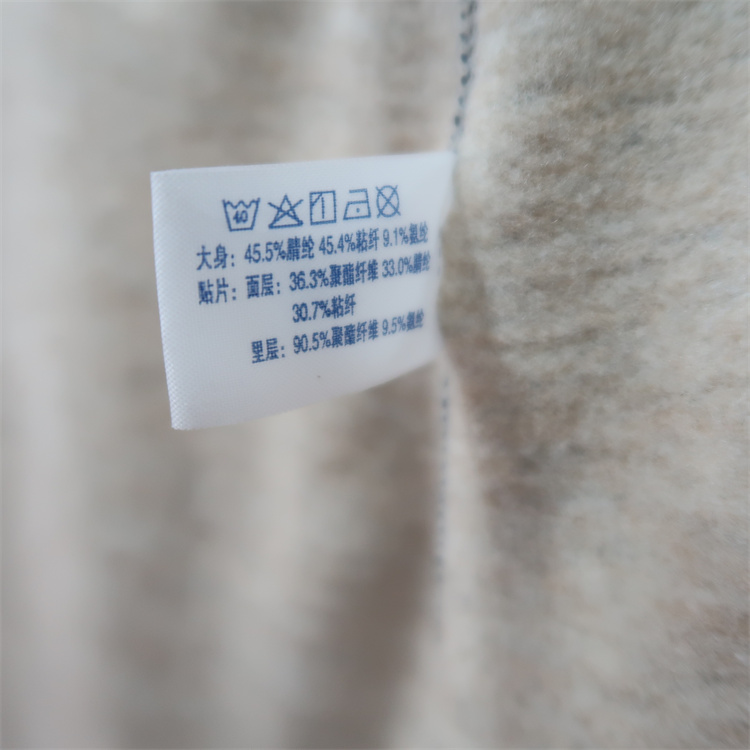 40
大身：45.5%腈纶 45.4%粘纤 9.1%氨纶
贴片：面层：36.3%聚酯纤维 33.0%腈纶
30.7%粘纤
里层：90.5%聚酯纤维 9.5%氨纶